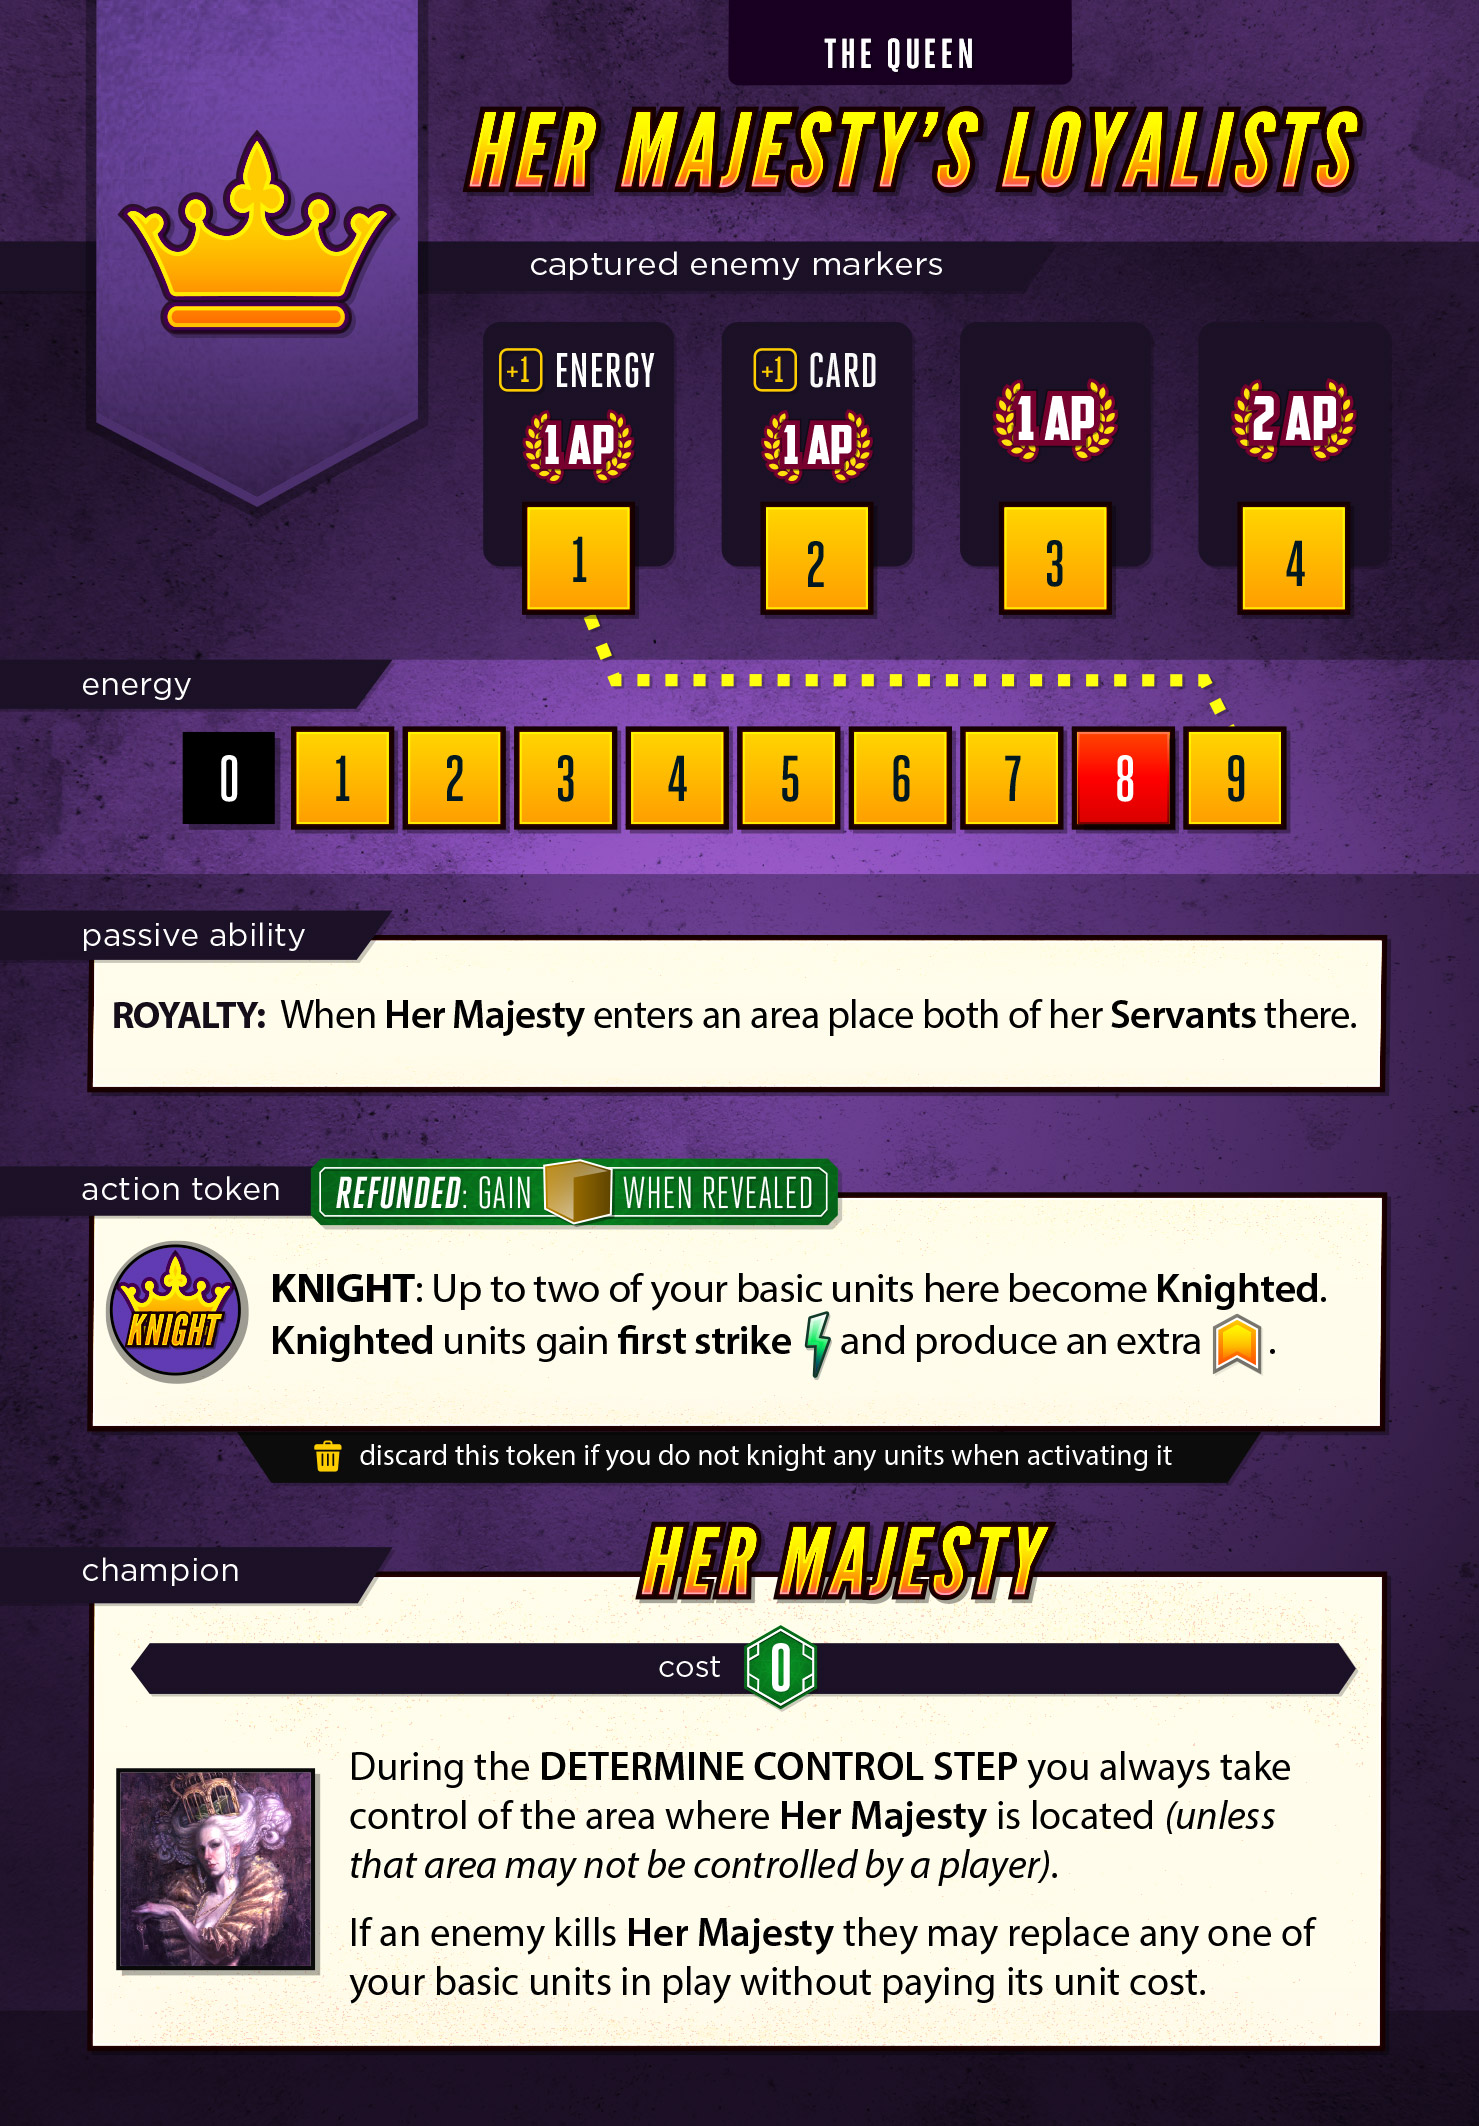 THE QUEEN
HER MAJESTY'S LOYALISTS
captured enemy markers
+1 ENERGY
1 AP
1
+1 CARD
1 AP
2
1 AP
3
2 AP
4
energy
0 1 2 3 4 5 6 7 8 9
passive ability
ROYALTY: When Her Majesty enters an area place both of her Servants there.
action token
REFUNDED: GAIN WHEN REVEALED
KNIGHT
KNIGHT: Up to two of your basic units here become Knighted.
Knighted units gain first strike and produce an extra .
discard this token if you do not knight any units when activating it
champion
HER MAJESTY
cost 0
During the DETERMINE CONTROL STEP you always take
control of the area where Her Majesty is located (unless
that area may not be controlled by a player).
If an enemy kills Her Majesty they may replace any one of
your basic units in play without paying its unit cost.